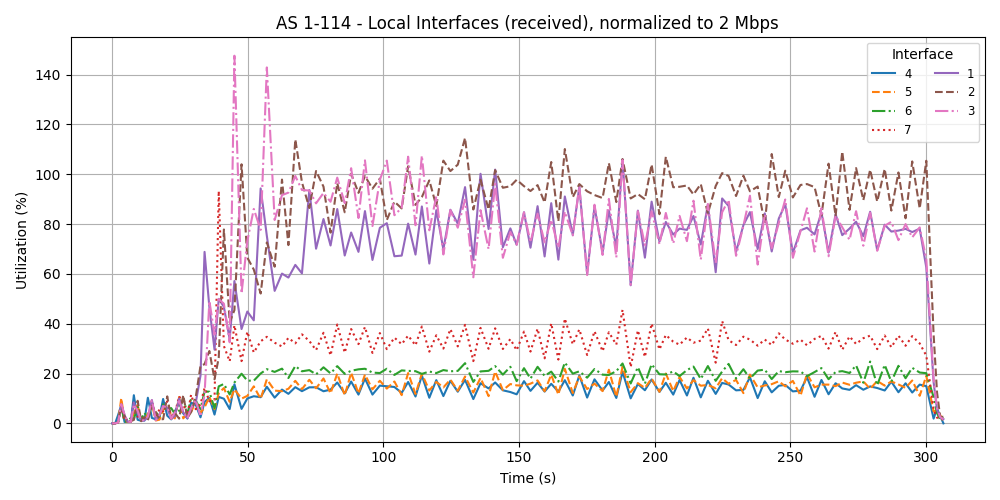 AS 1-114 - Local Interfaces (received), normalized to 2 Mbps
Utilization (%)
140
120
100
80
60
40
20
0
0 50 100 150 200 250 300
Time (s)
Interface
4 1
5 2
6 3
7